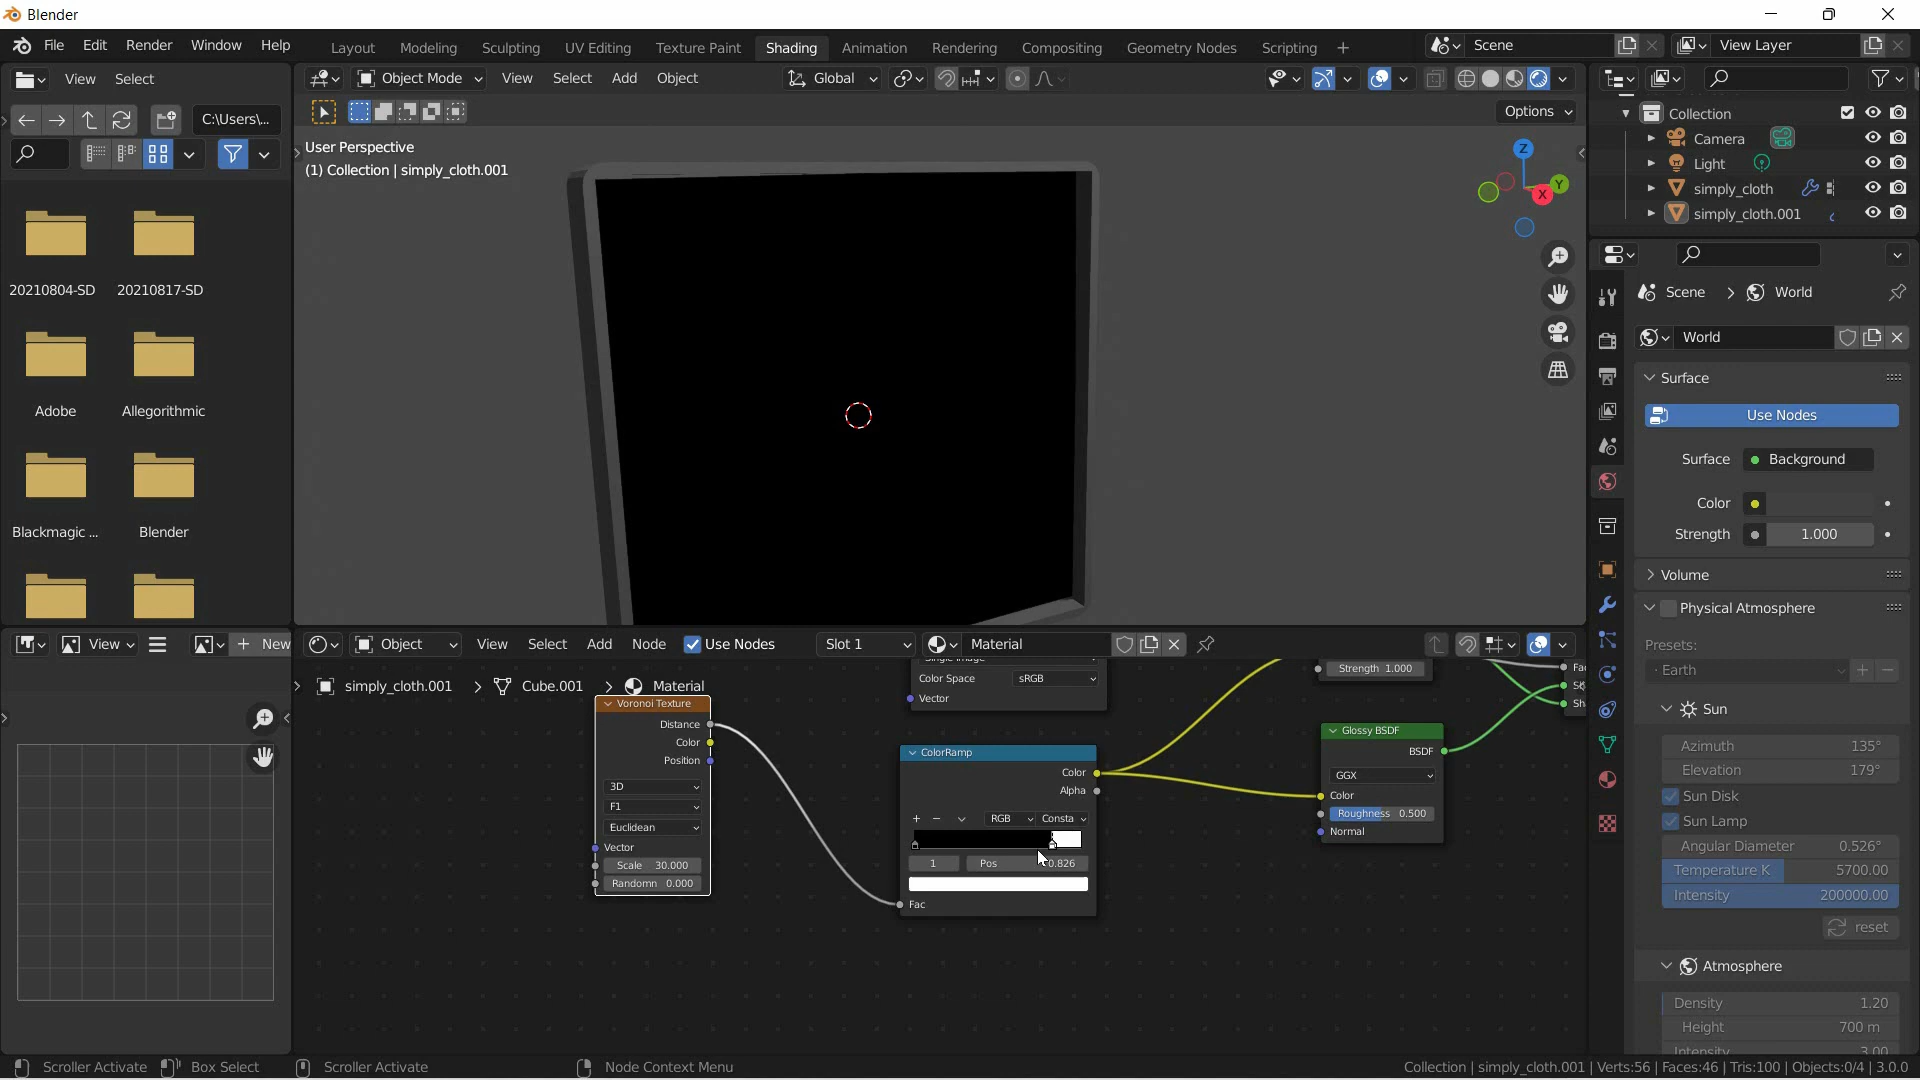 Blender
File Edit Render Window Help Layout Modeling Sculpting UV Editing Texture Paint Shading Animation Rendering Compositing Geometry Nodes Scripting + Scene View Layer
View Select
Object Mode View Select Add Object Global
C:\Users\...
Options
User Perspective
(1) Collection | simply_cloth.001
Z
Y
X
20210804-SD 20210817-SD
Adobe Allegorithmic
Blackmagic ... Blender
Collection
Camera
Light
simply_cloth
simply_cloth.001
Scene > World
World
Surface
Use Nodes
Surface Background
Color
Strength 1.000
Volume
Physical Atmosphere
Presets:
Earth
Sun
Azimuth 135°
Elevation 179°
Sun Disk
Sun Lamp
Angular Diameter 0.526°
Temperature K 5700.00
Intensity 200000.00
reset
Atmosphere
Density 1.20
Height 700 m
Intensity 3.00
View + New
Object View Select Add Node Use Nodes Slot 1 Material
simply_cloth.001 > Cube.001 > Material
Single Image
Color Space sRGB
Vector
Strength 1.000
Voronoi Texture
Distance
Color
Position
3D
F1
Euclidean
Vector
Scale 30.000
Randomn 0.000
ColorRamp
Color
Alpha
+ − RGB Consta
1 Pos 0.826
Fac
Glossy BSDF
BSDF
GGX
Color
Roughness 0.500
Normal
Fac
Sh
Scroller Activate Box Select Scroller Activate Node Context Menu
Collection | simply_cloth.001 | Verts:56 | Faces:46 | Tris:100 | Objects:0/4 | 3.0.0